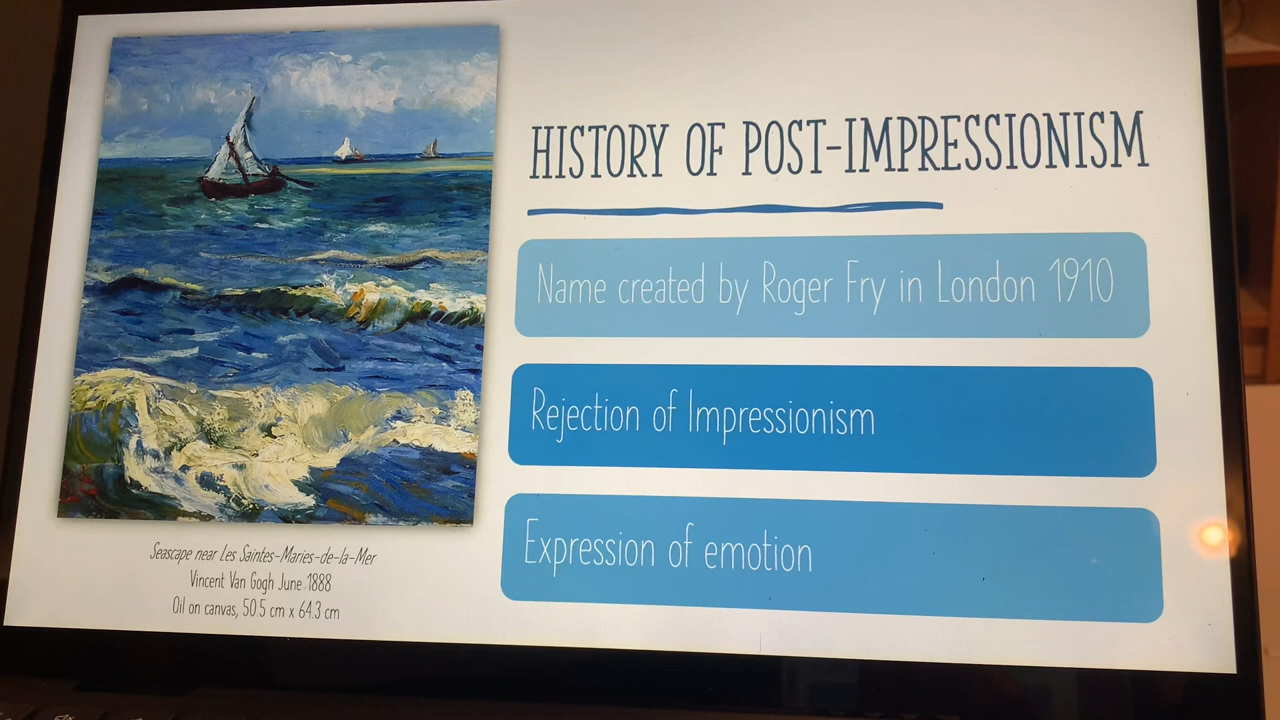 HISTORY OF POST-IMPRESSIONISM
Name created by Roger Fry in London 1910
Rejection of Impressionism
Expression of emotion
Seascape near Les Saintes-Maries-de-la-Mer
Vincent Van Gogh June 1888
Oil on canvas, 50.5 cm x 64.3 cm